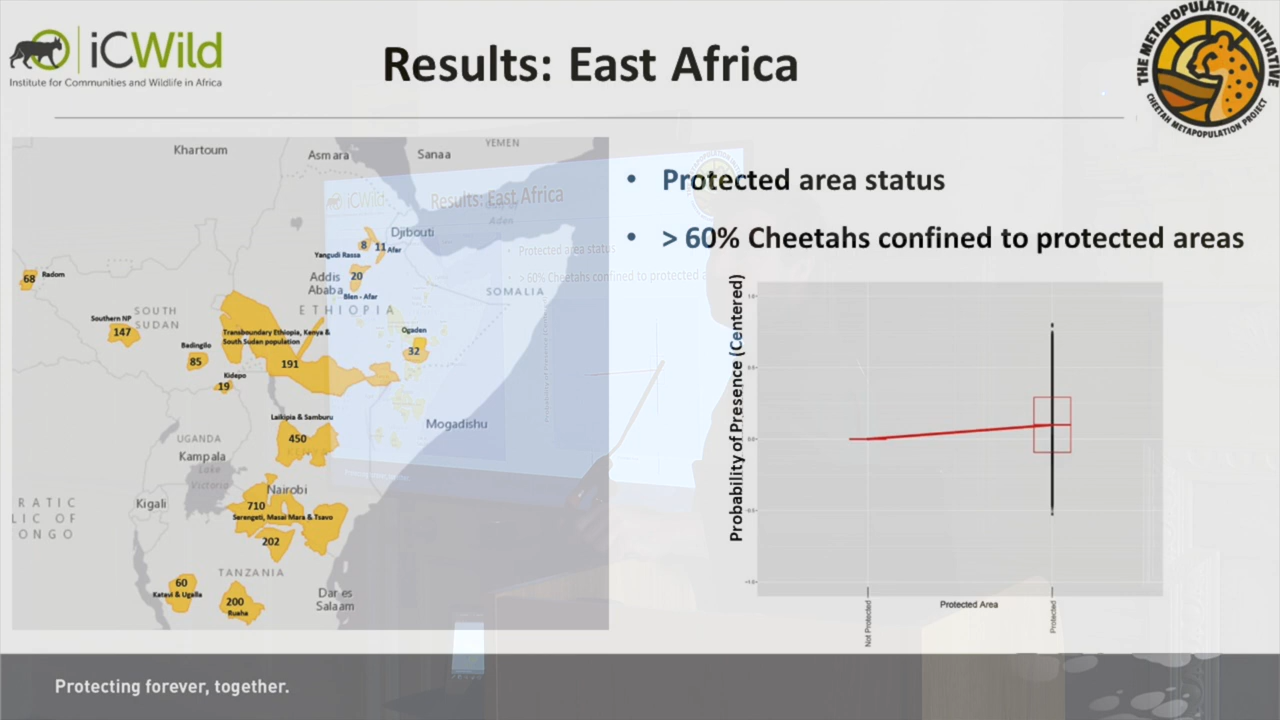 iCWild
Institute for Communities and Wildlife in Africa
Results: East Africa
THE METAPOPULATION INITIATIVE
CHEETAH METAPOPULATION PROJECT
• Protected area status
• > 60% Cheetahs confined to protected areas
Khartoum
Asmara
Sanaa
YEMEN
Aden
Djibouti
8
11
Afar
Yangudi Rassa
Addis
Ababa
20
Blen - Afar
ETHIOPIA
SOMALIA
68
Radom
SOUTH
SUDAN
Southern NP
147
Badingilo
85
Kidepo
19
Transboundary Ethiopia, Kenya &
South Sudan population
191
Ogaden
32
Laikipia & Samburu
450
KENYA
Mogadishu
UGANDA
Kampala
Lake
Victoria
Kigali
Nairobi
710
Serengeti, Masai Mara & Tsavo
202
RATIC
LIC OF
ONGO
TANZANIA
60
Katavi & Ugalla
200
Ruaha
Dar es
Salaam
Results: East Africa
iCWild
• Protected area status
• > 60% Cheetahs confined to protected a
Probability of Presence (Centered)
1.0
0.5
0.0
-0.5
-1.0
Not Protected
Protected Area
Protected
Protecting forever, together.